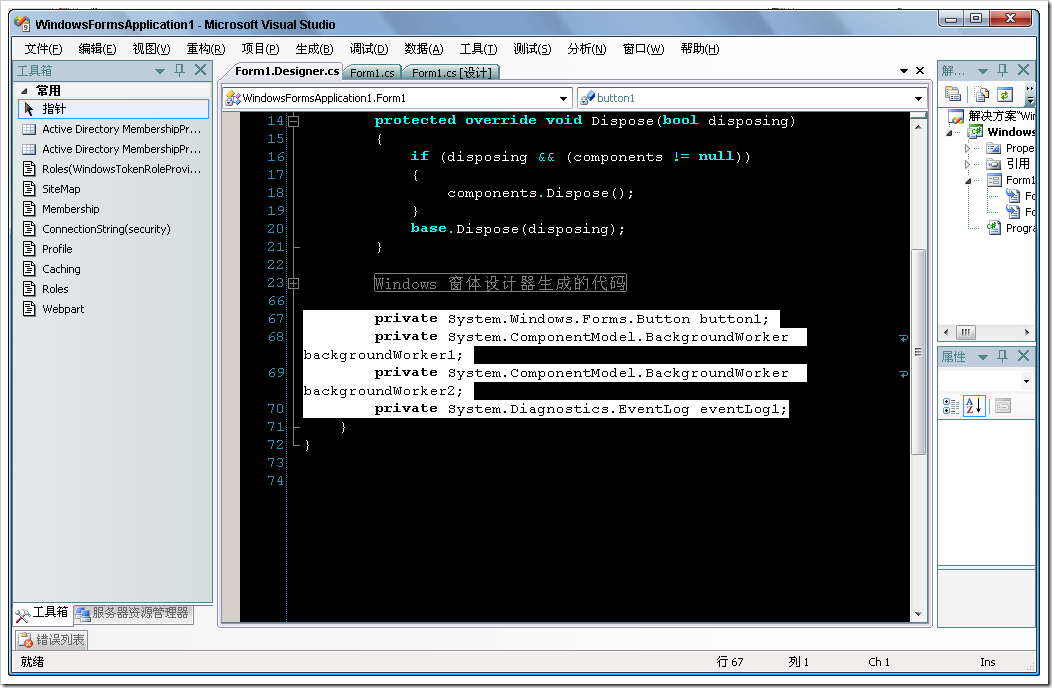 WindowsFormsApplication1 - Microsoft Visual Studio
文件(F) 编辑(E) 视图(V) 重构(R) 项目(P) 生成(B) 调试(D) 数据(A) 工具(T) 测试(S) 分析(N) 窗口(W) 帮助(H)
工具箱
常用
指针
Active Directory MembershipPr...
Active Directory MembershipPr...
Roles(WindowsTokenRoleProvi...
SiteMap
Membership
ConnectionString(security)
Profile
Caching
Roles
Webpart
工具箱 服务器资源管理器
错误列表
Form1.Designer.cs Form1.cs Form1.cs [设计]
WindowsFormsApplication1.Form1 button1
14 protected override void Dispose(bool disposing)
15 {
16 if (disposing && (components != null))
17 {
18 components.Dispose();
19 }
20 base.Dispose(disposing);
21 }
22
23 Windows 窗体设计器生成的代码
66
67 private System.Windows.Forms.Button button1;
68 private System.ComponentModel.BackgroundWorker
backgroundWorker1;
69 private System.ComponentModel.BackgroundWorker
backgroundWorker2;
70 private System.Diagnostics.EventLog eventLog1;
71 }
72 }
73
74
解...
解决方案"Win
Windows
Prope
引用
Form1
Fo
Fo
Progra
属性
就绪 行 67 列 1 Ch 1 Ins